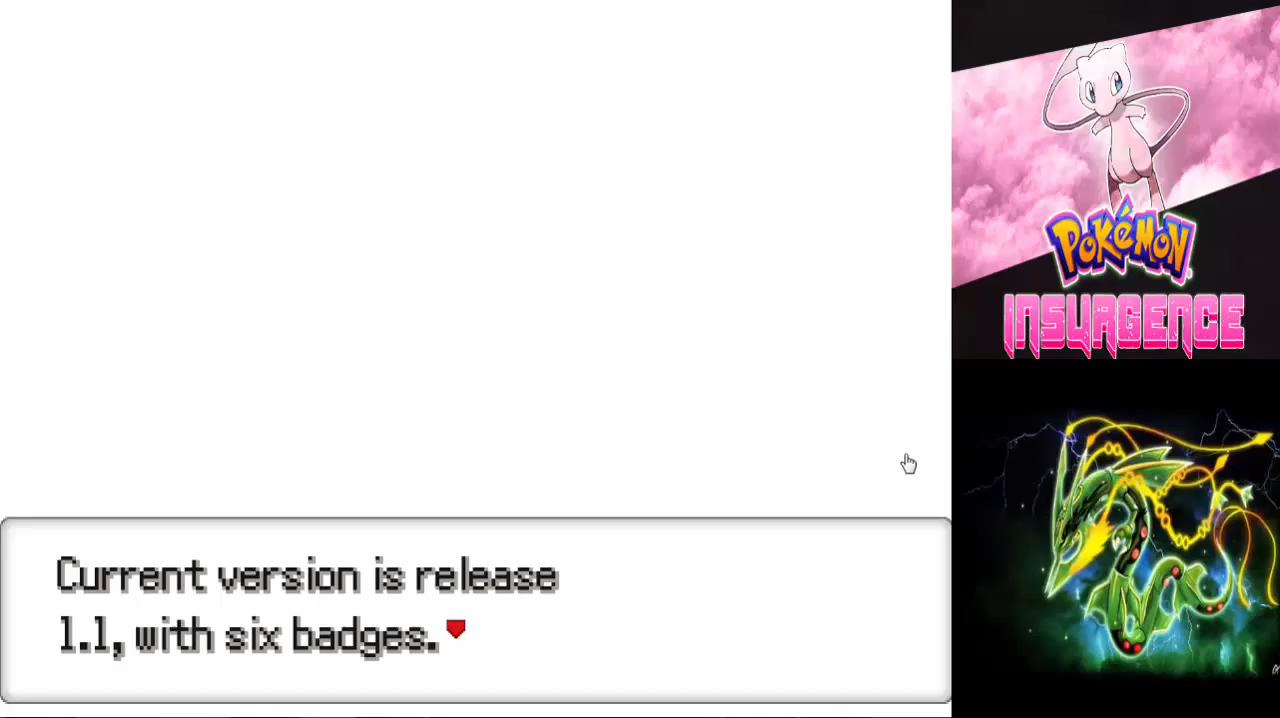 POKéMON
INSURGENCE
Current version is release
1.1, with six badges.